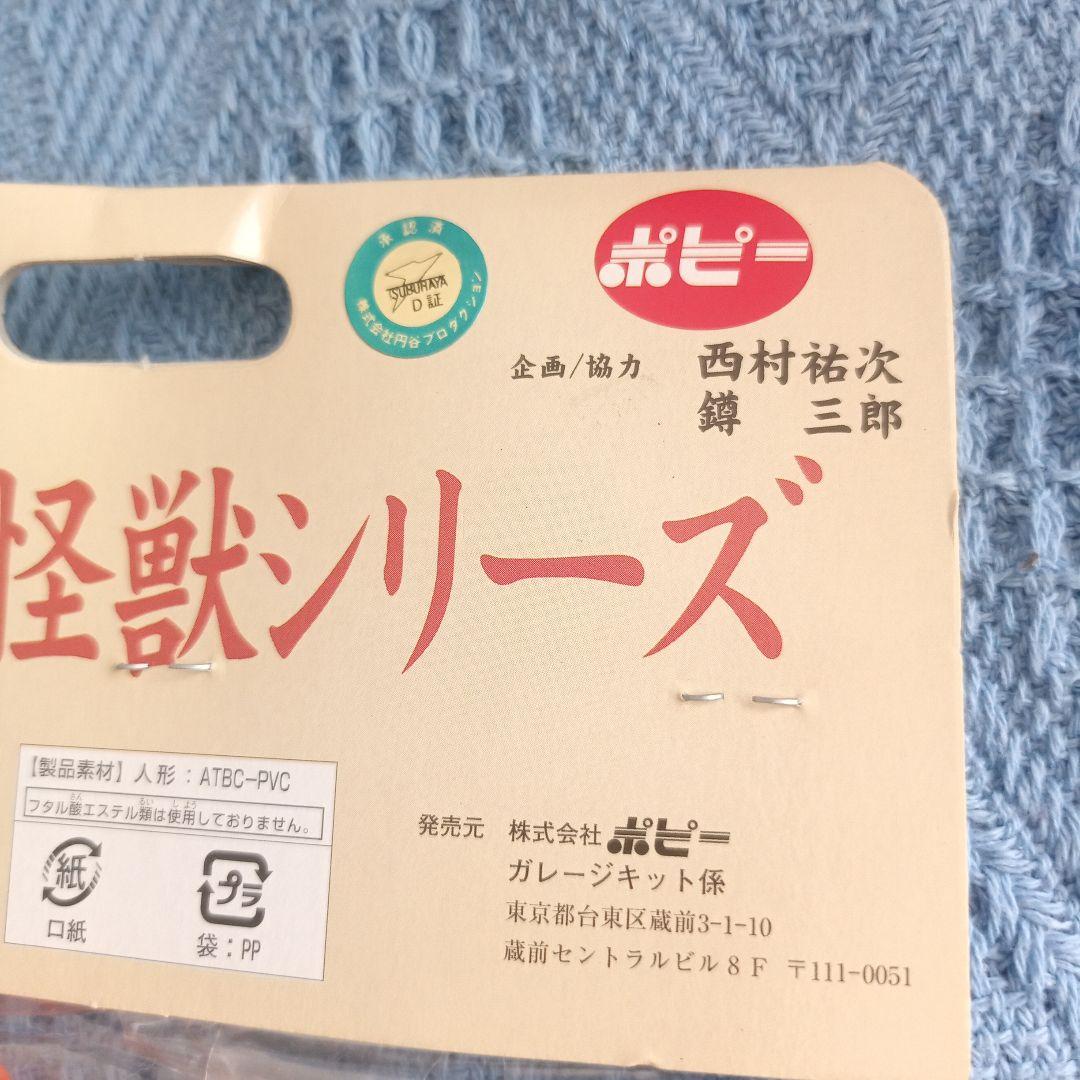 承認済
TSUBURAYA
D証
株式会社円谷プロダクション
ポピー
企画/協力 西村祐次
鐏 三郎
怪獣シリーズ
【製品素材】人形：ATBC-PVC
フタル酸エステル類は使用しておりません。
紙
口紙
プラ
袋：PP
発売元 株式会社 ポピー
ガレージキット係
東京都台東区蔵前3-1-10
蔵前セントラルビル8F 〒111-0051